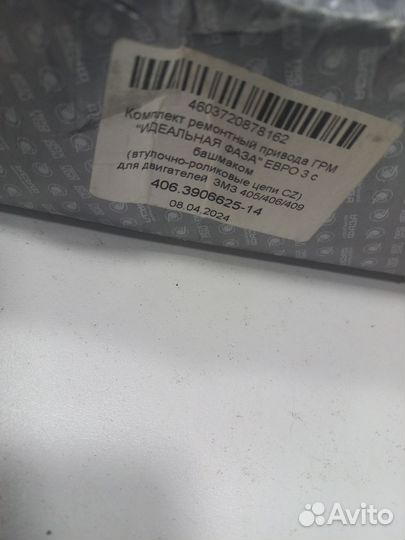 4603720878162
Комплект ремонтный привода ГРМ
"ИДЕАЛЬНАЯ ФАЗА" ЕВРО 3 с
башмаком
(втулочно-роликовые цепи CZ)
для двигателей ЗМЗ 405/406/409
406.3906625-14
08.04.2024
Avito